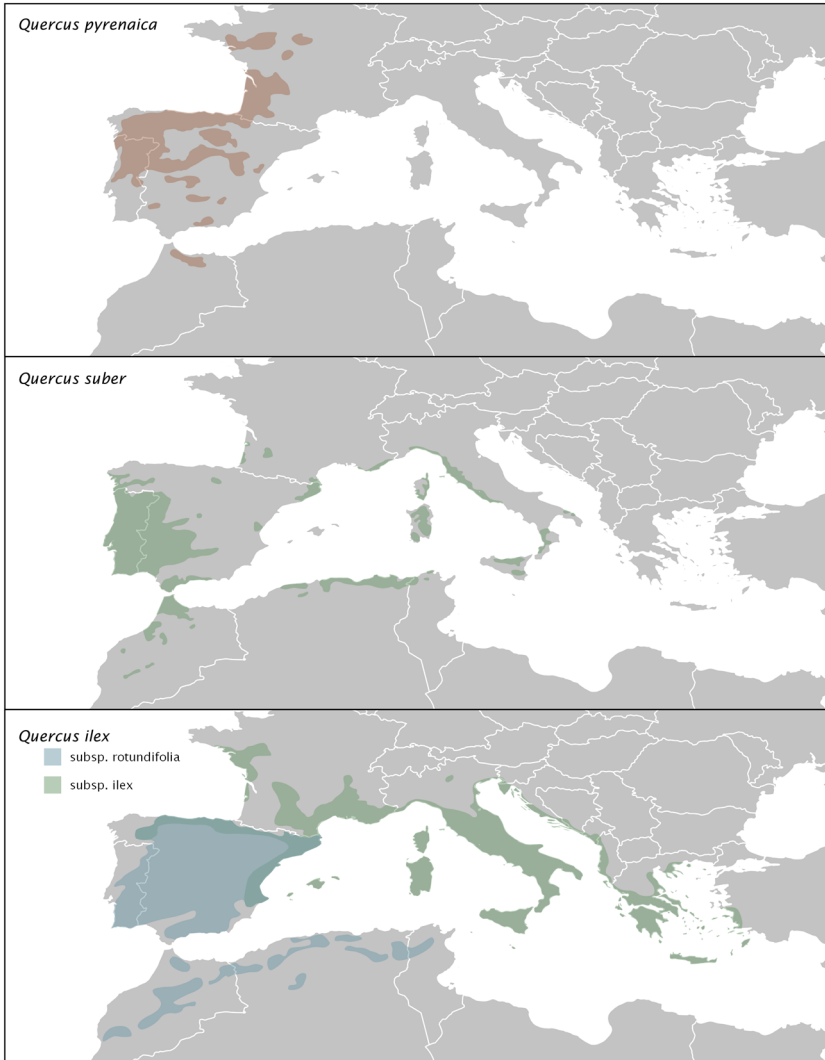 Quercus pyrenaica
Quercus suber
Quercus ilex
subsp. rotundifolia
subsp. ilex